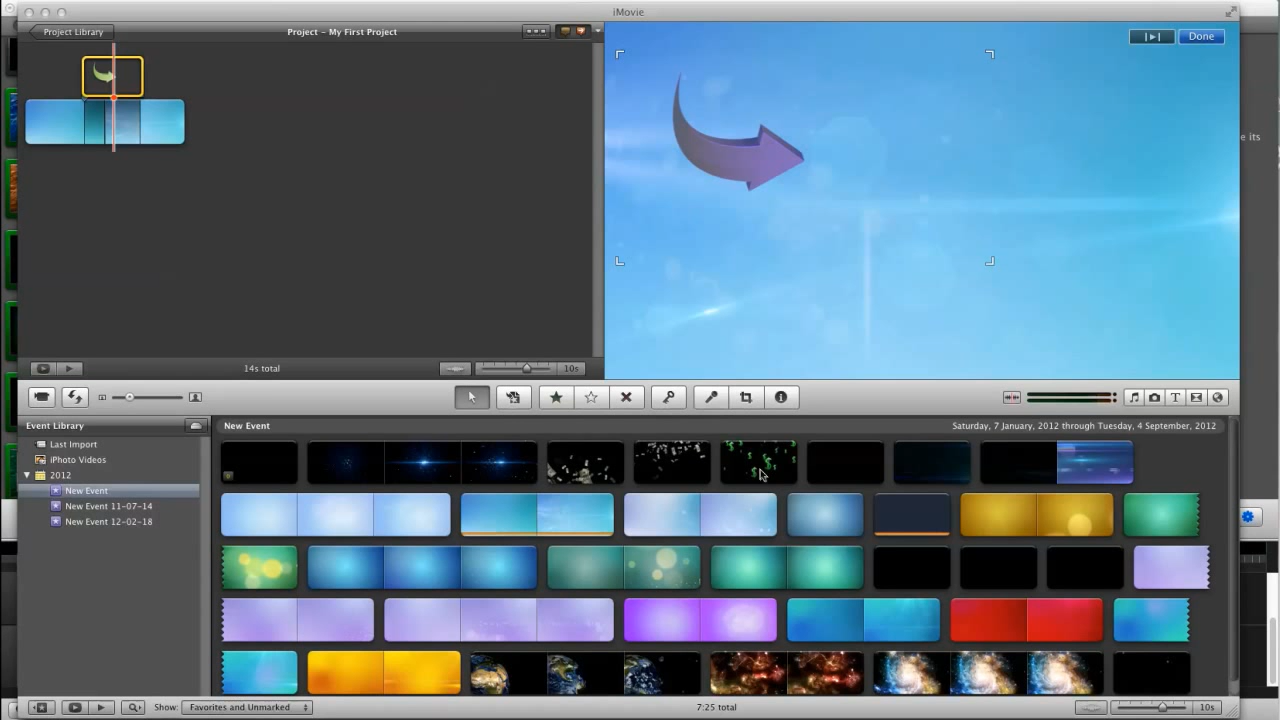 iMovie
Project Library
Project – My First Project
Done
e its
14s total
10s
Event Library
New Event
Saturday, 7 January, 2012 through Tuesday, 4 September, 2012
Last Import
iPhoto Videos
2012
New Event
New Event 11-07-14
New Event 12-02-18
Show: Favorites and Unmarked
7:25 total
10s